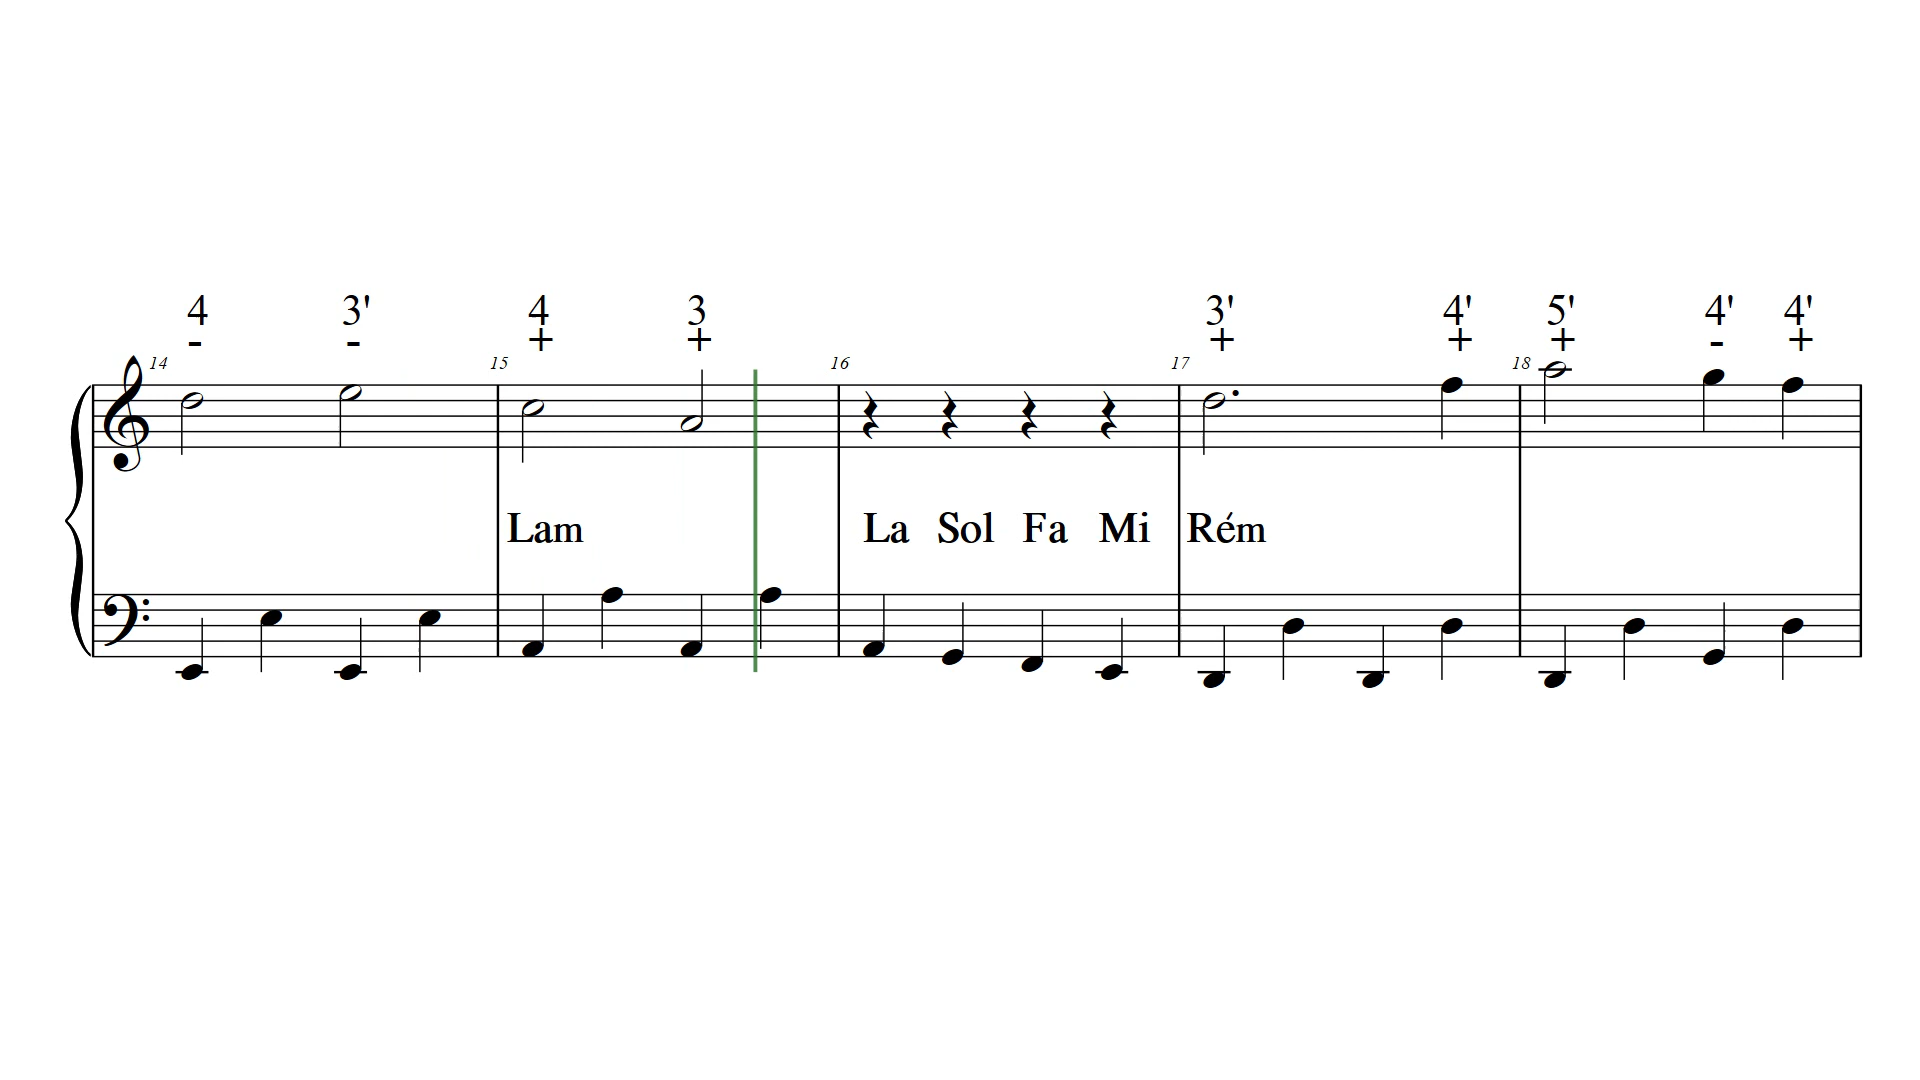 4 3' 4 3 3' 4' 5' 4' 4'
- - + + + + + - +
14 15 16 17 18
Lam La Sol Fa Mi Rém